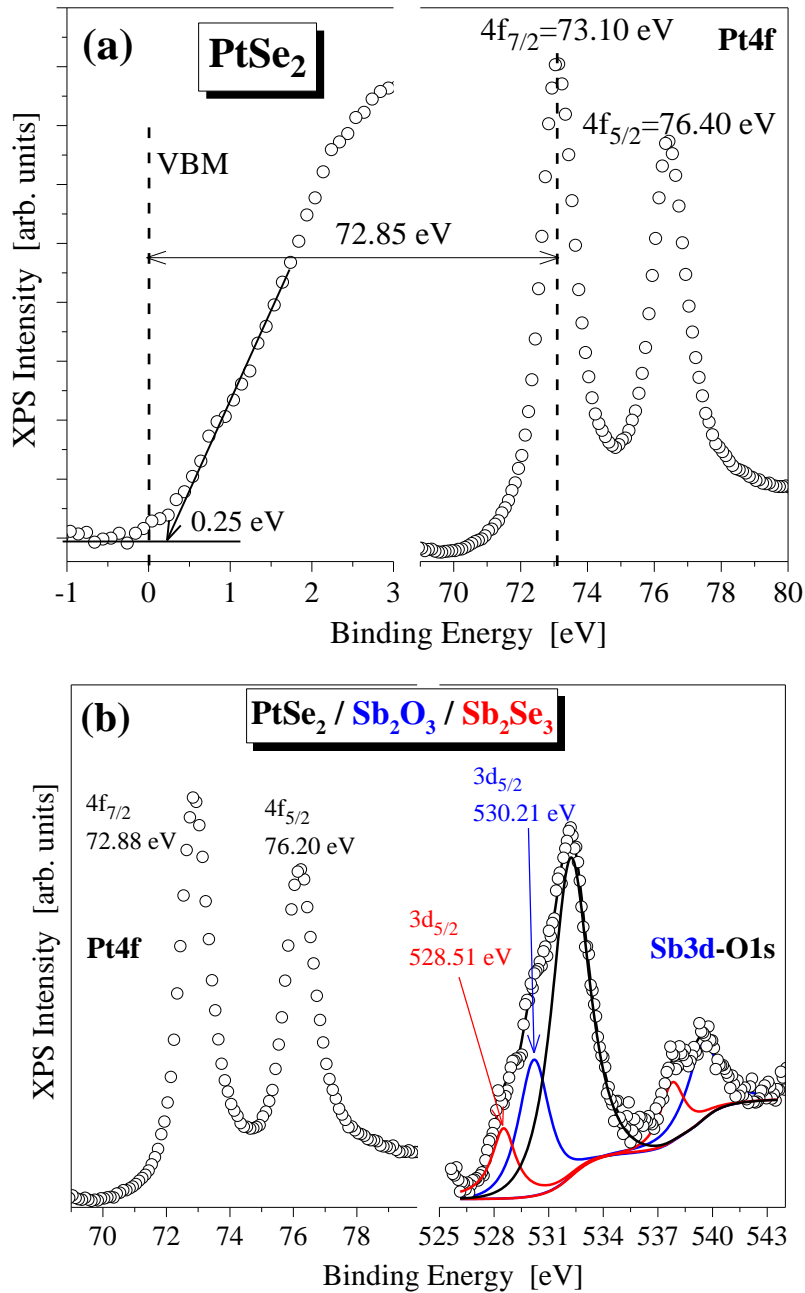 (a)
PtSe₂
4f₇/₂=73.10 eV
Pt4f
4f₅/₂=76.40 eV
VBM
72.85 eV
0.25 eV
XPS Intensity [arb. units]
-1 0 1 2 3 70 72 74 76 78 80
Binding Energy [eV]
(b)
PtSe₂ / Sb₂O₃ / Sb₂Se₃
4f₇/₂
72.88 eV
4f₅/₂
76.20 eV
3d₅/₂
530.21 eV
3d₅/₂
528.51 eV
Pt4f
Sb3d-O1s
XPS Intensity [arb. units]
70 72 74 76 78 525 528 531 534 537 540 543
Binding Energy [eV]